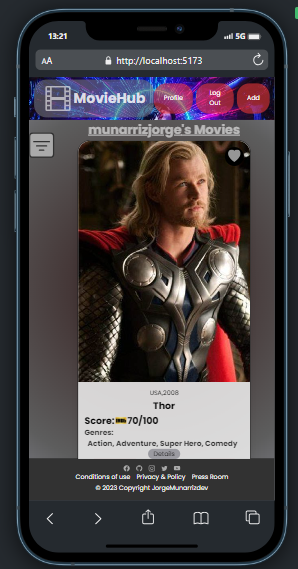 13:21
5G
AA http://localhost:5173
MovieHub Profile Log Out Add
munarrizjorge's Movies
USA,2008
Thor
Score: 70/100
Genres:
Action, Adventure, Super Hero, Comedy
Details
Conditions of use Privacy & Policy Press Room
© 2023 Copyright JorgeMunarrizdev